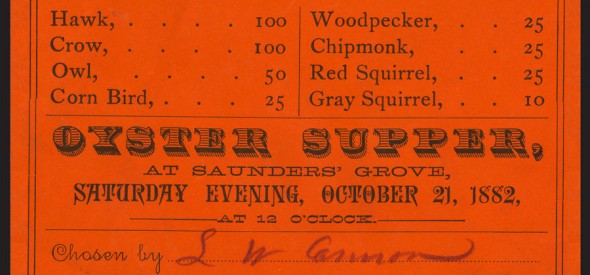 Hawk, . . . . 100 Woodpecker, . . 25
Crow, . . . . 100 Chipmonk, . . 25
Owl, . . . . 50 Red Squirrel, . . 25
Corn Bird, . . . 25 Gray Squirrel, . . 10
OYSTER SUPPER,
AT SAUNDERS' GROVE,
SATURDAY EVENING, OCTOBER 21, 1882,
AT 12 O'CLOCK.
Chosen by L W Cannon